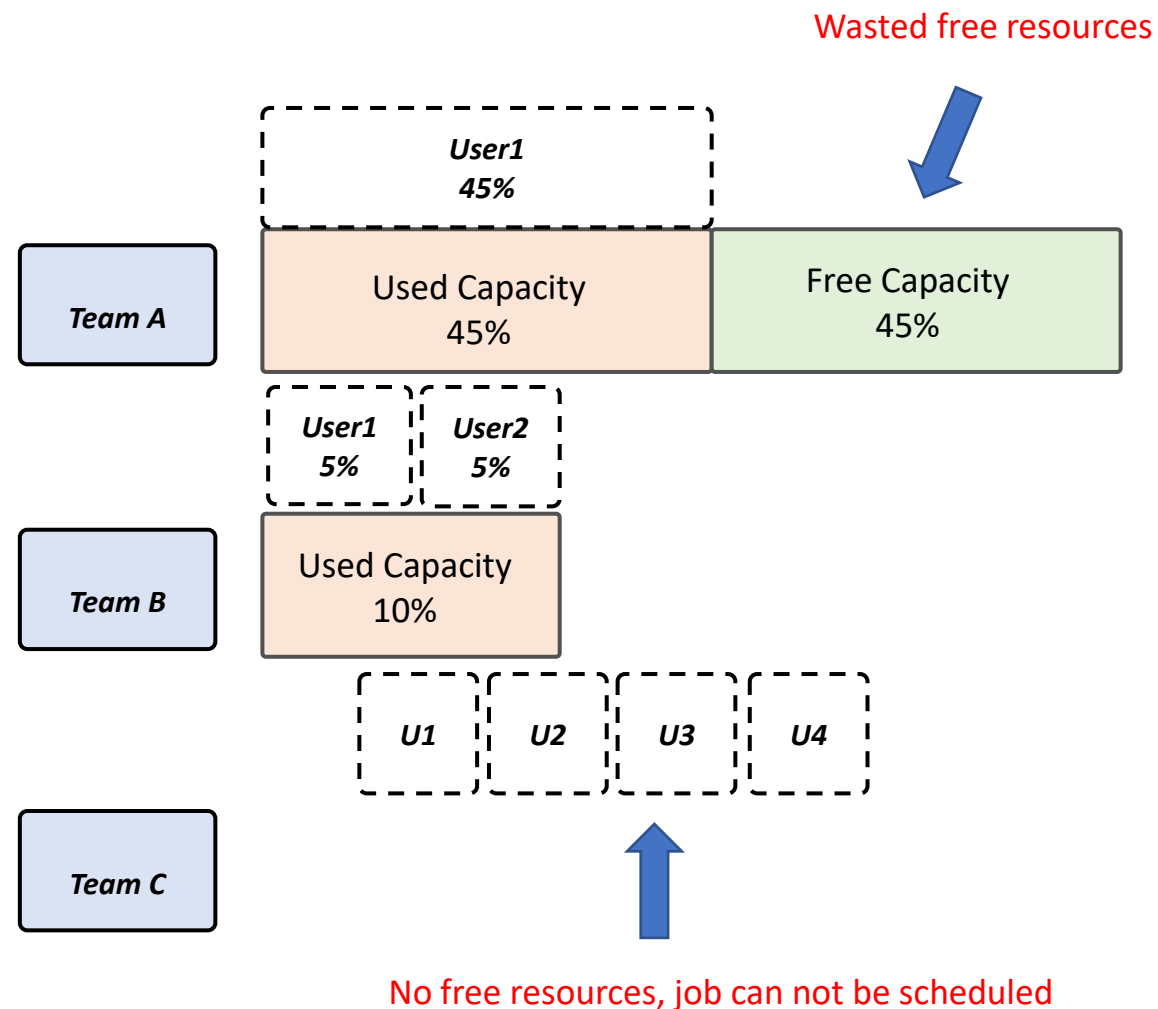 Wasted free resources
User1
45%
Team A
Used Capacity
45%
Free Capacity
45%
User1
5%
User2
5%
Team B
Used Capacity
10%
U1
U2
U3
U4
Team C
No free resources, job can not be scheduled